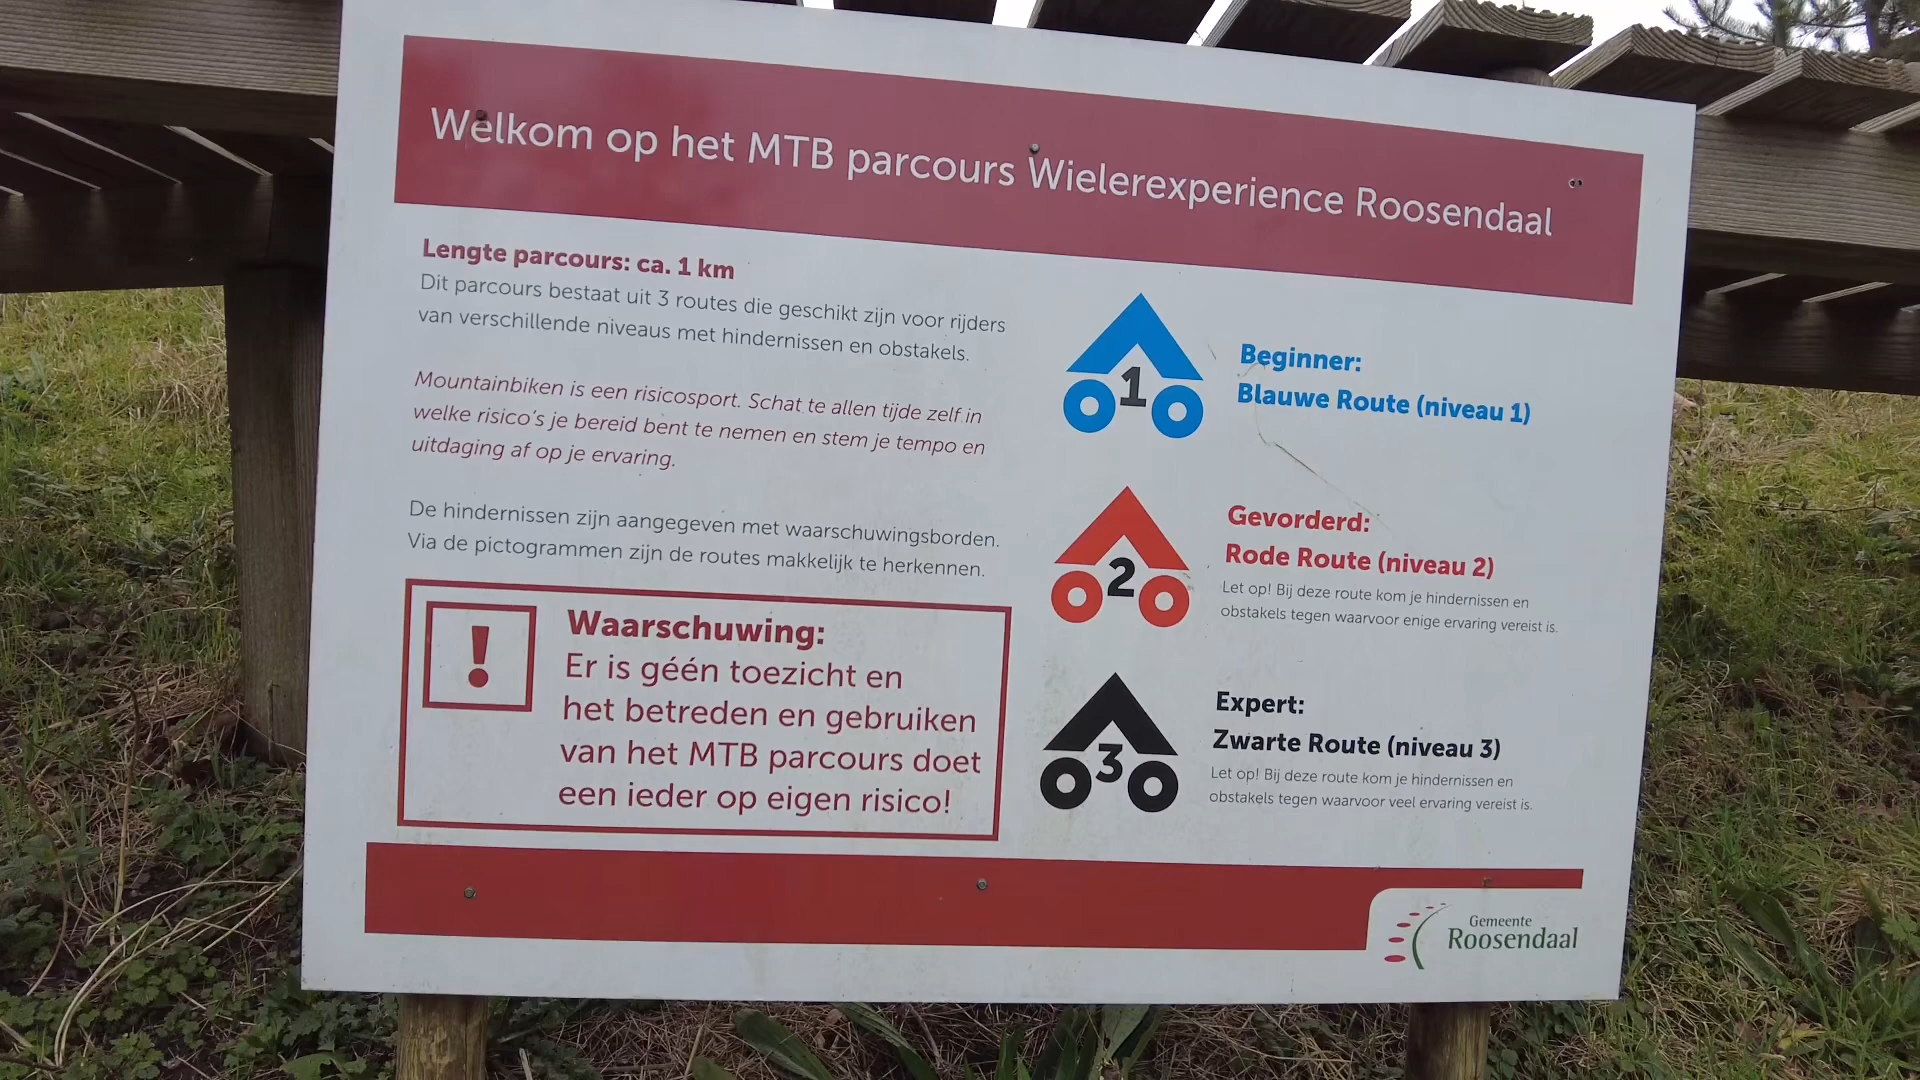 Welkom op het MTB parcours Wielerexperience Roosendaal
Lengte parcours: ca. 1 km
Dit parcours bestaat uit 3 routes die geschikt zijn voor rijders
van verschillende niveaus met hindernissen en obstakels.
Mountainbiken is een risicosport. Schat te allen tijde zelf in
welke risico's je bereid bent te nemen en stem je tempo en
uitdaging af op je ervaring.
De hindernissen zijn aangegeven met waarschuwingsborden.
Via de pictogrammen zijn de routes makkelijk te herkennen.
!
Waarschuwing:
Er is géén toezicht en
het betreden en gebruiken
van het MTB parcours doet
een ieder op eigen risico!
1
Beginner:
Blauwe Route (niveau 1)
2
Gevorderd:
Rode Route (niveau 2)
Let op! Bij deze route kom je hindernissen en
obstakels tegen waarvoor enige ervaring vereist is.
3
Expert:
Zwarte Route (niveau 3)
Let op! Bij deze route kom je hindernissen en
obstakels tegen waarvoor veel ervaring vereist is.
Gemeente
Roosendaal